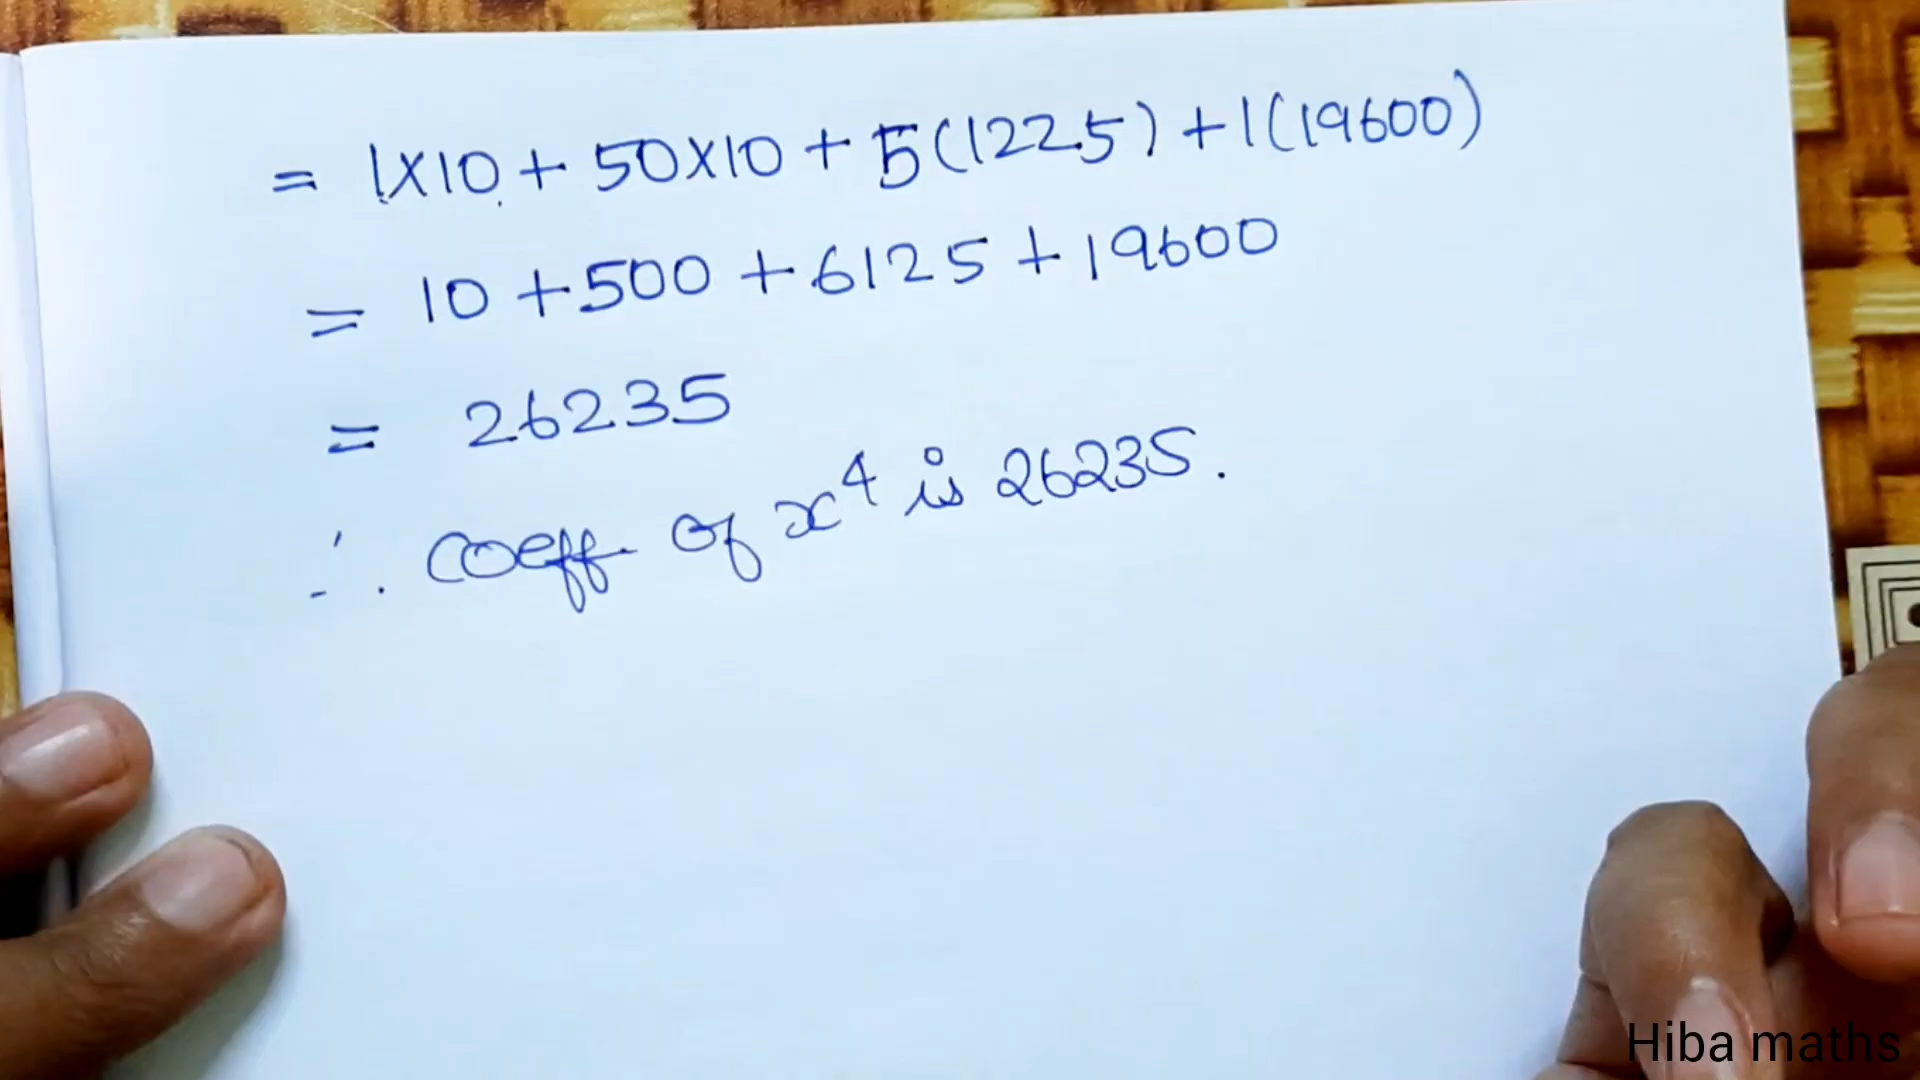 = 1×10 + 50×10 + 5(1225) + 1(19600)
= 10 + 500 + 6125 + 19600
= 26235
∴ Coeff of x⁴ is 26235.
Hiba maths